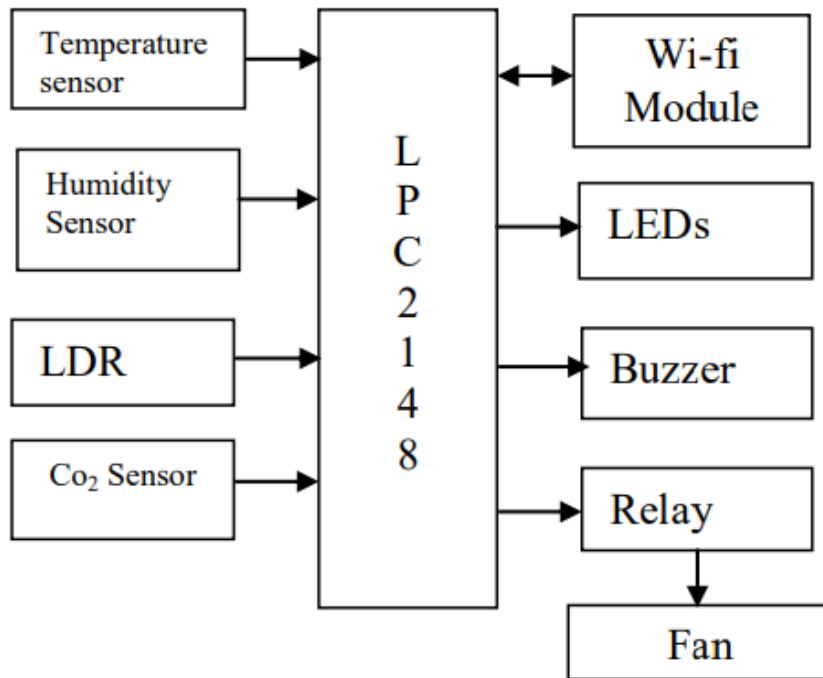 Temperature
sensor
Humidity
Sensor
LDR
Co₂ Sensor
L
P
C
2
1
4
8
Wi-fi
Module
LEDs
Buzzer
Relay
Fan